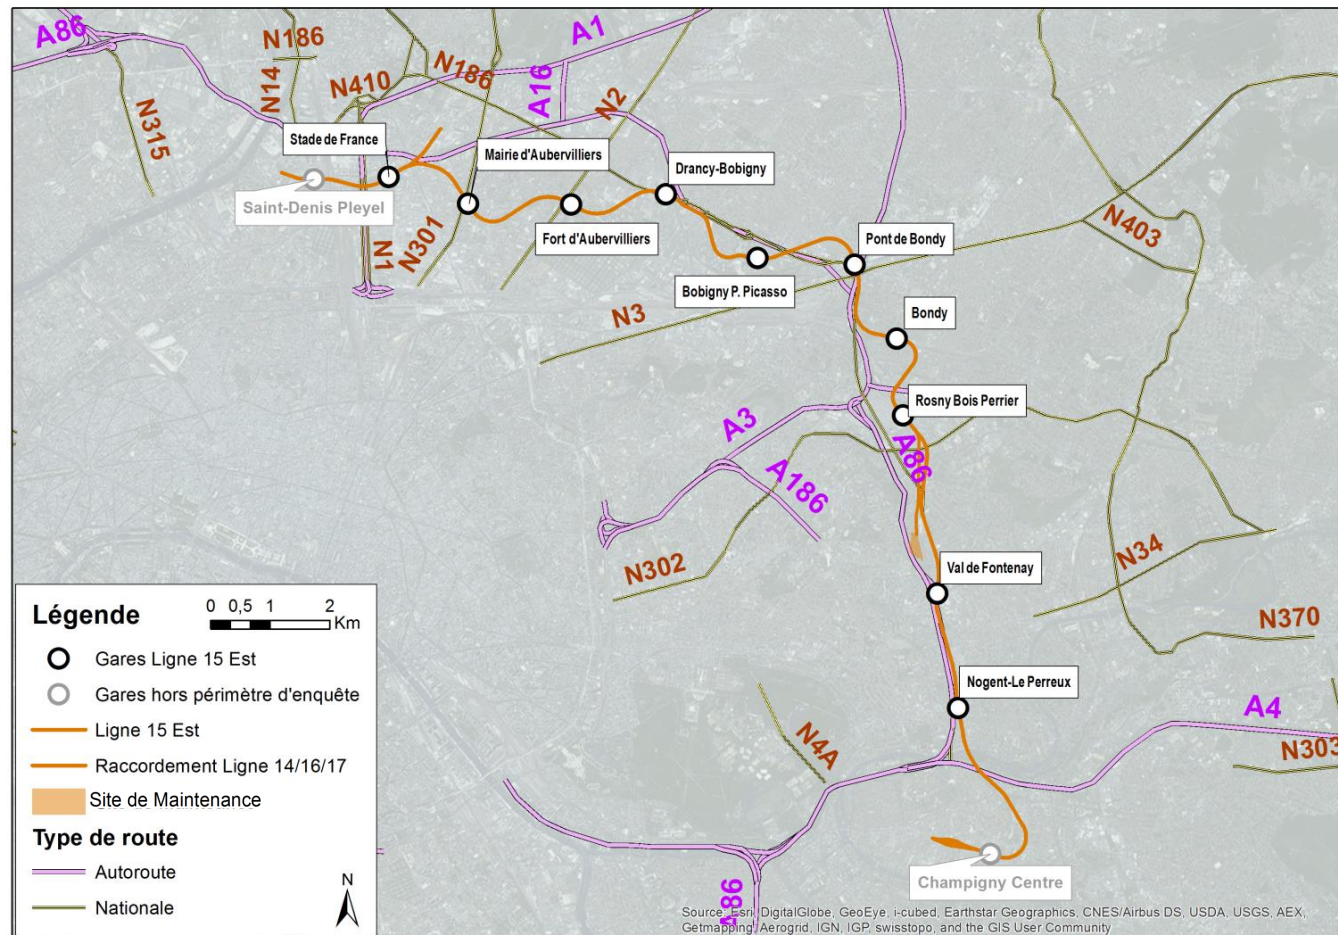 A86
N186
A1
N14
N410
N186
A16
N2
N315
Stade de France
Mairie d'Aubervilliers
Drancy-Bobigny
Saint-Denis Pleyel
Fort d'Aubervilliers
N403
N1
N301
Pont de Bondy
Bobigny P. Picasso
N3
Bondy
Rosny Bois Perrier
A3
A86
A186
N302
N34
Val de Fontenay
N370
Nogent-Le Perreux
A4
N4A
N303
Champigny Centre
A86
Légende
0 0,5 1 2
Km
Gares Ligne 15 Est
Gares hors périmètre d'enquête
Ligne 15 Est
Raccordement Ligne 14/16/17
Site de Maintenance
Type de route
Autoroute
Nationale
N
Source: Esri, DigitalGlobe, GeoEye, i-cubed, Earthstar Geographics, CNES/Airbus DS, USDA, USGS, AEX,
Getmapping, Aerogrid, IGN, IGP, swisstopo, and the GIS User Community